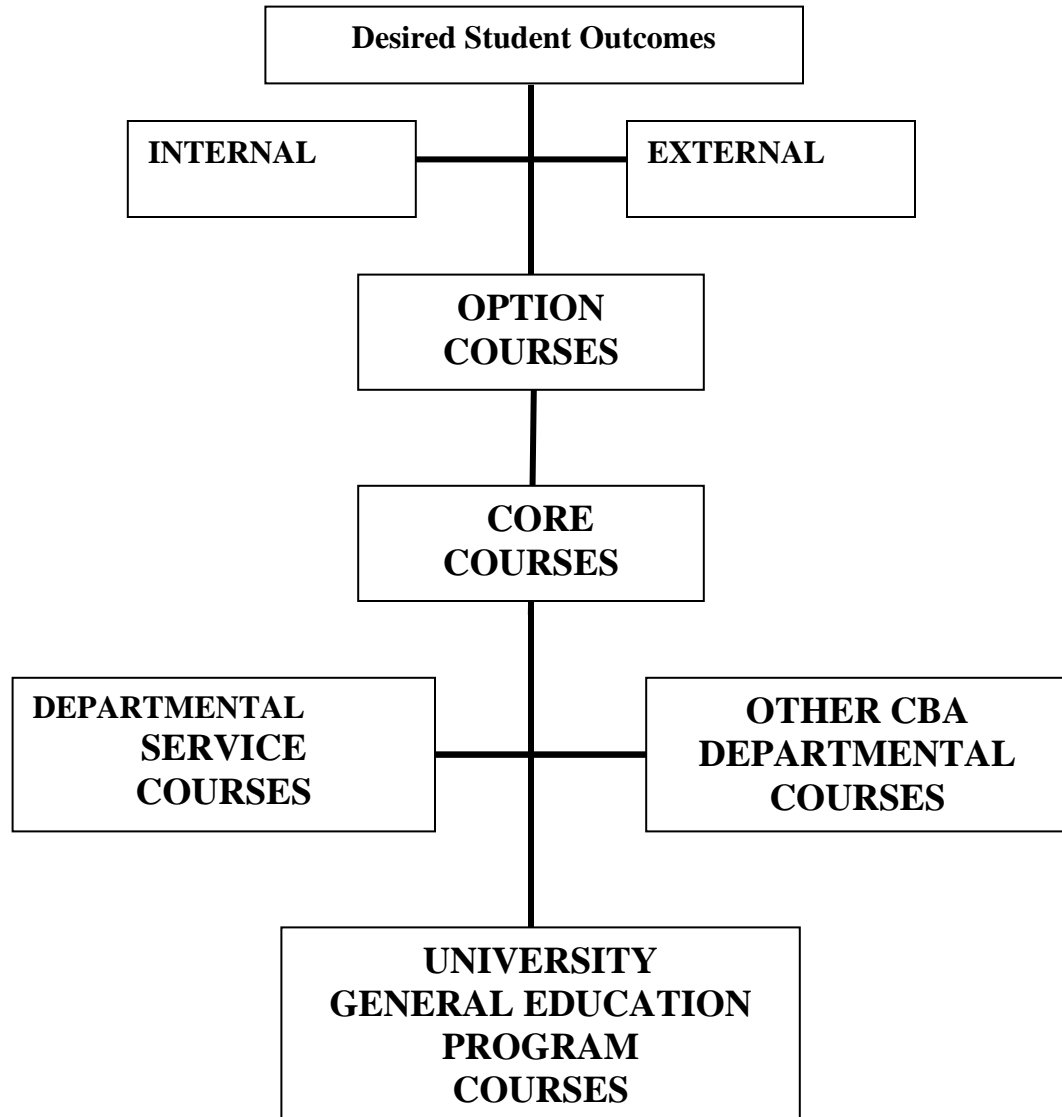 Desired Student Outcomes
INTERNAL
EXTERNAL
OPTION
COURSES
CORE
COURSES
DEPARTMENTAL
SERVICE
COURSES
OTHER CBA
DEPARTMENTAL
COURSES
UNIVERSITY
GENERAL EDUCATION
PROGRAM
COURSES